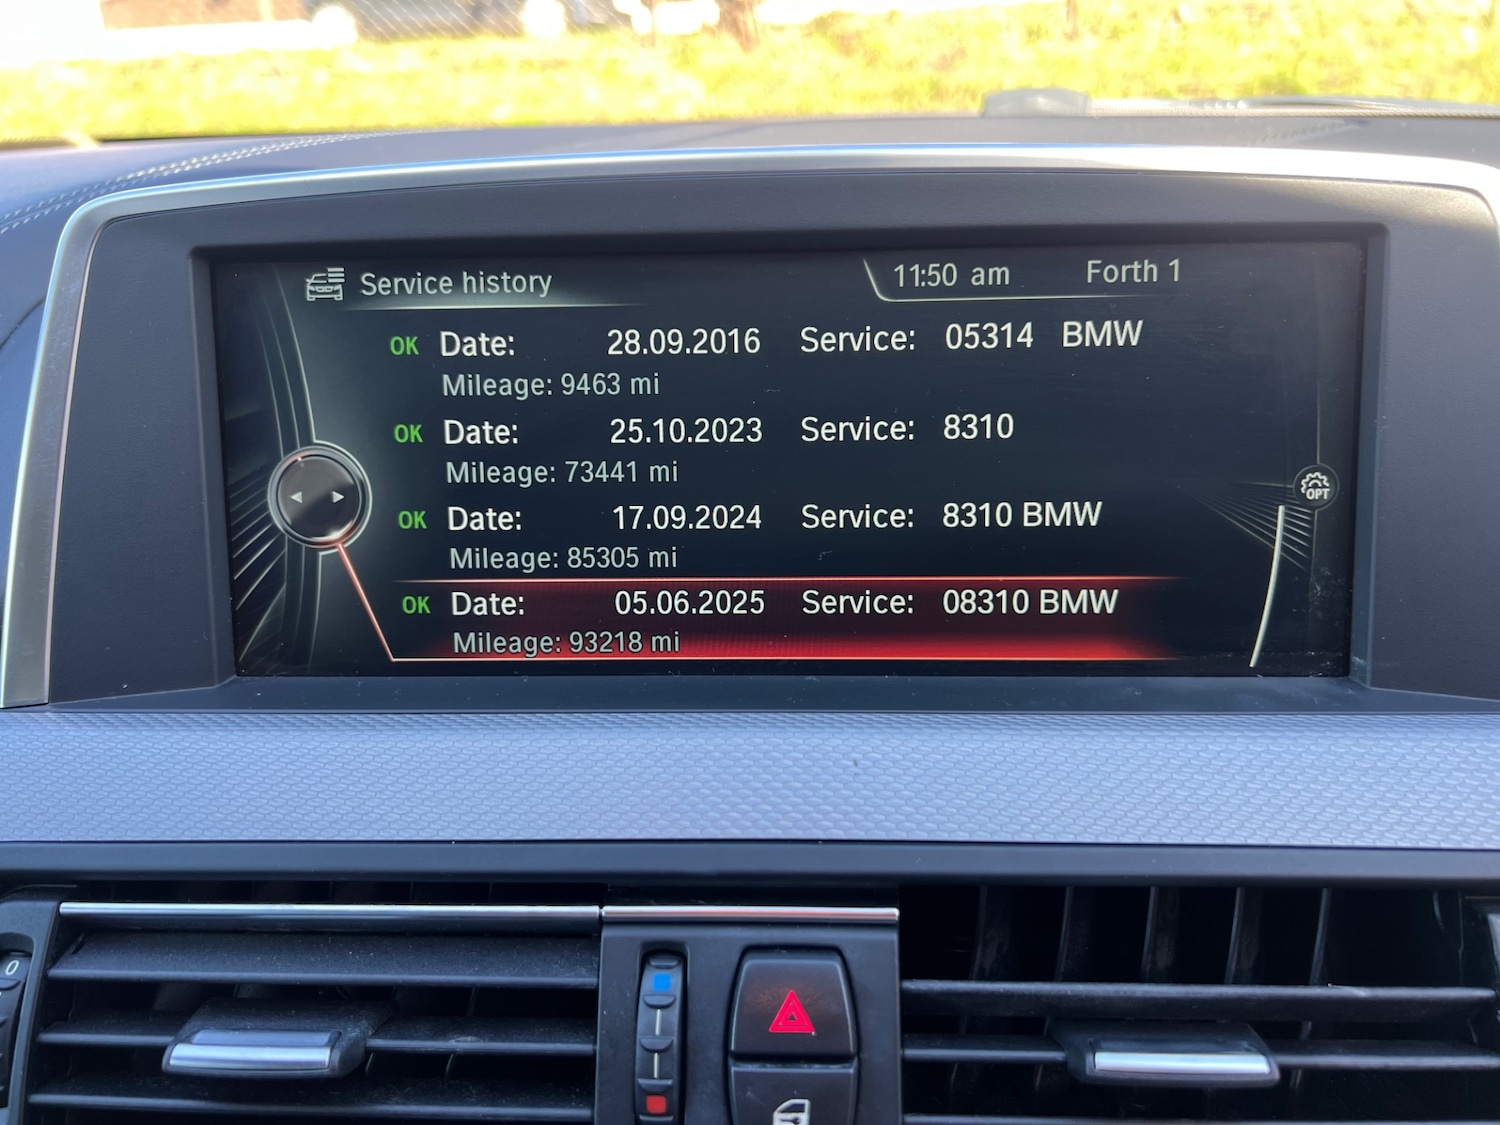 Service history 11:50 am Forth 1
OK Date: 28.09.2016 Service: 05314 BMW
Mileage: 9463 mi
OK Date: 25.10.2023 Service: 8310
Mileage: 73441 mi
OK Date: 17.09.2024 Service: 8310 BMW
Mileage: 85305 mi
OK Date: 05.06.2025 Service: 08310 BMW
Mileage: 93218 mi
OPT
0